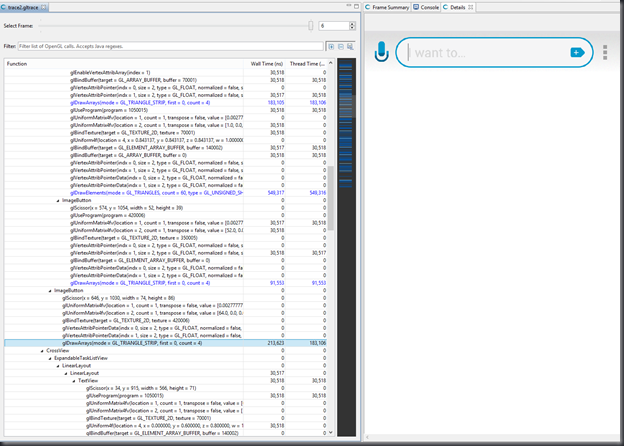 trace2.gltrace
Select Frame: 6
Filter: Filter list of OpenGL calls. Accepts Java regexes.
Function Wall Time (ns) Thread Time (...
glEnableVertexAttribArray(index = 1) 30,518 0
glBindBuffer(target = GL_ARRAY_BUFFER, buffer = 70001) 30,518 30,518
glVertexAttribPointer(indx = 0, size = 2, type = GL_FLOAT, normalized = false, s 0 0
glVertexAttribPointer(indx = 1, size = 2, type = GL_FLOAT, normalized = false, s 30,517 30,518
glDrawArrays(mode = GL_TRIANGLE_STRIP, first = 0, count = 4) 183,105 183,106
glUseProgram(program = 1050015) 30,518 30,518
glUniformMatrix4fv(location = 1, count = 1, transpose = false, value = [0.00277 0 0
glUniformMatrix4fv(location = 2, count = 1, transpose = false, value = [1.0, 0.0, 0 0
glBindTexture(target = GL_TEXTURE_2D, texture = 70001) 30,518 30,518
glUniform4f(location = 4, x = 0.843137, y = 0.843137, z = 0.843137, w = 1.00000 0 0
glBindBuffer(target = GL_ELEMENT_ARRAY_BUFFER, buffer = 140002) 30,517 30,518
glBindBuffer(target = GL_ARRAY_BUFFER, buffer = 0) 30,518 30,518
glVertexAttribPointer(indx = 0, size = 2, type = GL_FLOAT, normalized = false, s 0 0
glVertexAttribPointer(indx = 1, size = 2, type = GL_FLOAT, normalized = false, s 0 0
glVertexAttribPointerData(indx = 0, size = 2, type = GL_FLOAT, normalized = fa 0 0
glVertexAttribPointerData(indx = 1, size = 2, type = GL_FLOAT, normalized = fa 0 0
glDrawElements(mode = GL_TRIANGLES, count = 60, type = GL_UNSIGNED_SH 549,317 549,316
ImageButton 0 0
glScissor(x = 574, y = 1054, width = 52, height = 39) 0 0
glUseProgram(program = 420006) 0 0
glUniformMatrix4fv(location = 1, count = 1, transpose = false, value = [0.00277 30,517 30,518
glUniformMatrix4fv(location = 2, count = 1, transpose = false, value = [52.0, 0.0 30,518 30,518
glBindTexture(target = GL_TEXTURE_2D, texture = 350005) 0 0
glVertexAttribPointer(indx = 0, size = 2, type = GL_FLOAT, normalized = false, s 0 0
glVertexAttribPointer(indx = 1, size = 2, type = GL_FLOAT, normalized = false, s 30,518 30,517
glBindBuffer(target = GL_ELEMENT_ARRAY_BUFFER, buffer = 0) 0 0
glVertexAttribPointerData(indx = 0, size = 2, type = GL_FLOAT, normalized = fa 0 0
glVertexAttribPointerData(indx = 1, size = 2, type = GL_FLOAT, normalized = fa 0 0
glDrawArrays(mode = GL_TRIANGLE_STRIP, first = 0, count = 4) 91,553 91,553
ImageButton 0 0
glScissor(x = 646, y = 1030, width = 74, height = 86) 0 0
glUniformMatrix4fv(location = 1, count = 1, transpose = false, value = [0.00277777 0 0
glUniformMatrix4fv(location = 2, count = 1, transpose = false, value = [64.0, 0.0, 0.0 0 0
glBindTexture(target = GL_TEXTURE_2D, texture = 420006) 0 0
glVertexAttribPointerData(indx = 0, size = 2, type = GL_FLOAT, normalized = false, 0 0
glVertexAttribPointerData(indx = 1, size = 2, type = GL_FLOAT, normalized = false, 0 0
glDrawArrays(mode = GL_TRIANGLE_STRIP, first = 0, count = 4) 213,623 183,106
CrossView 0 0
ExpandableTaskListView 0 0
LinearLayout 0 0
LinearLayout 30,517 0
TextView 30,518 30,518
glScissor(x = 34, y = 915, width = 566, height = 71) 0 0
glUseProgram(program = 1050015) 30,518 30,518
glUniformMatrix4fv(location = 1, count = 1, transpose = false, value = [ 0 0
glUniformMatrix4fv(location = 2, count = 1, transpose = false, value = [ 30,517 30,518
glBindTexture(target = GL_TEXTURE_2D, texture = 70001) 0 0
glUniform4f(location = 4, x = 0.000000, y = 0.600000, z = 0.800000, w = 1 30,518 30,518
glBindBuffer(target = GL_ELEMENT_ARRAY_BUFFER, buffer = 140002) 0 0
Frame Summary Console Details
I want to...